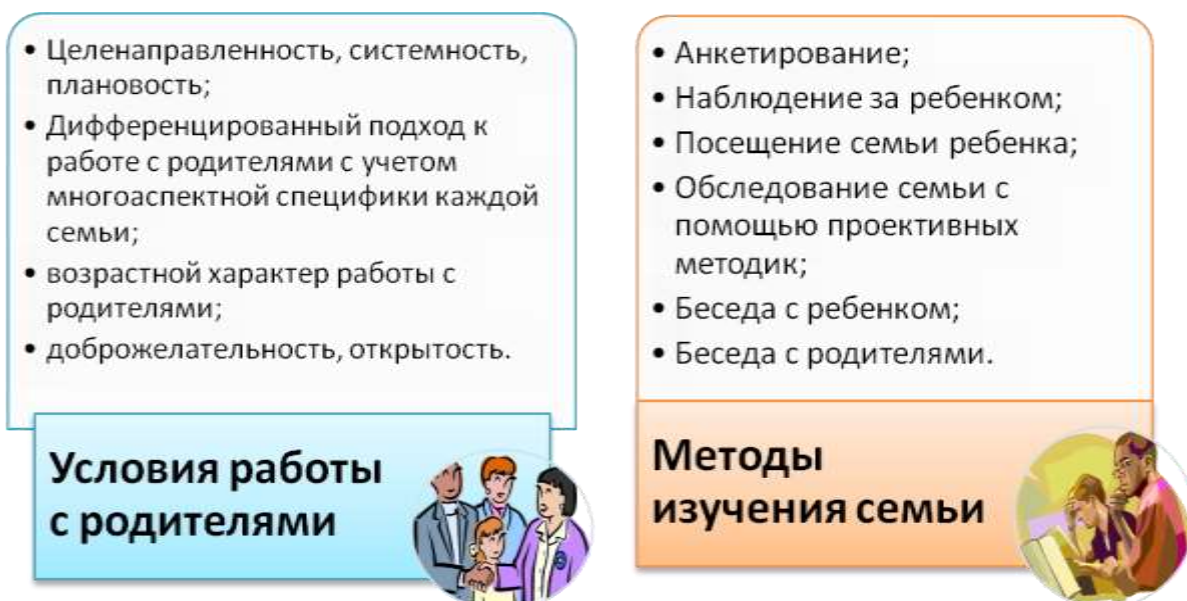 • Целенаправленность, системность,
плановость;
• Дифференцированный подход к
работе с родителями с учетом
многоаспектной специфики каждой
семьи;
• возрастной характер работы с
родителями;
• доброжелательность, открытость.
Условия работы
с родителями
• Анкетирование;
• Наблюдение за ребенком;
• Посещение семьи ребенка;
• Обследование семьи с
помощью проективных
методик;
• Беседа с ребенком;
• Беседа с родителями.
Методы
изучения семьи